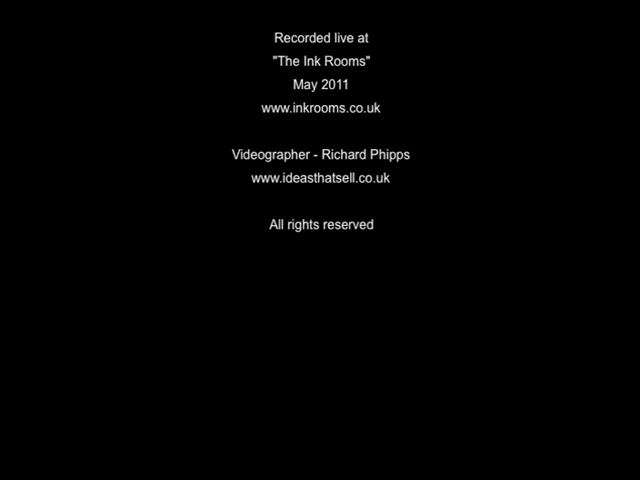 Recorded live at
"The Ink Rooms"
May 2011
www.inkrooms.co.uk
Videographer - Richard Phipps
www.ideasthatsell.co.uk
All rights reserved